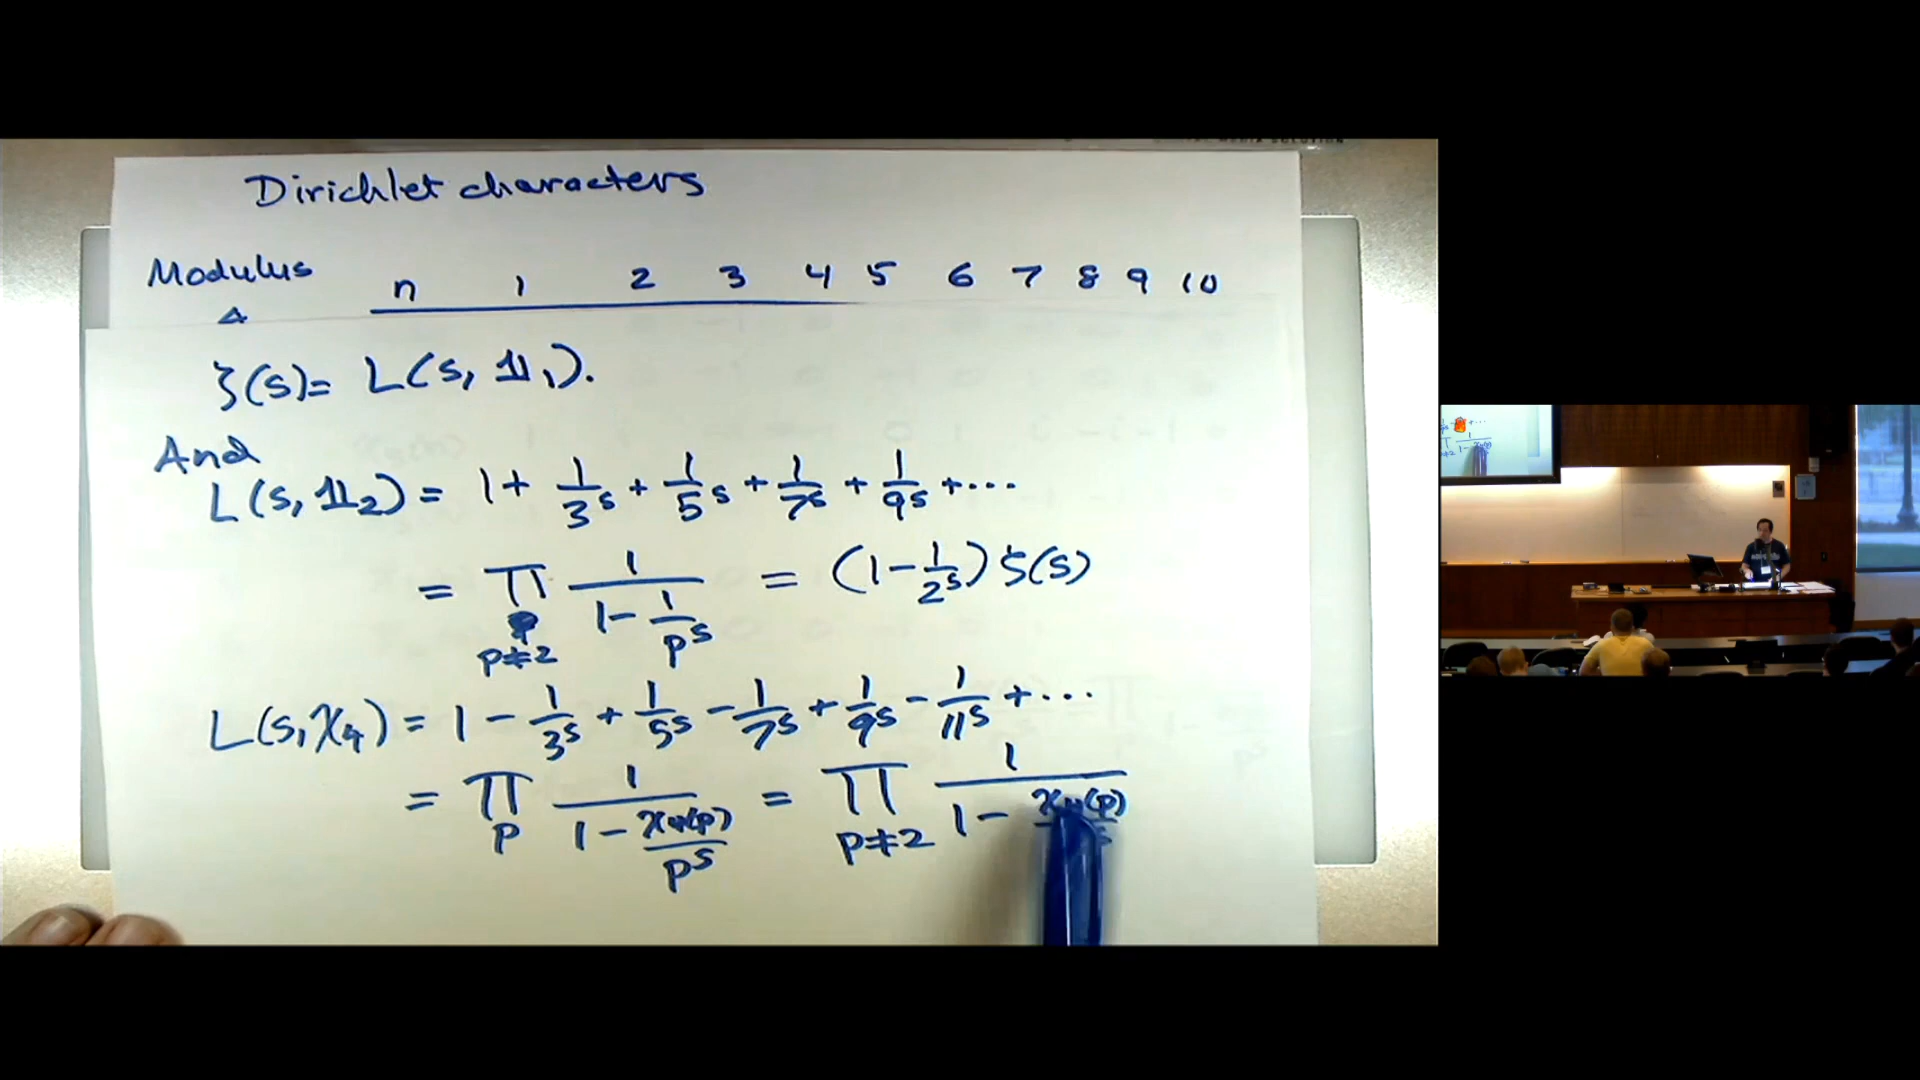 Dirichlet characters
Modulus n 1 2 3 4 5 6 7 8 9 10
ζ(s) = L(s, 𝟙₁).
And
L(s, 𝟙₂) = 1 + 1/3^s + 1/5^s + 1/7^s + 1/9^s + ...
= ∏_{p≠2} 1/(1 - 1/p^s) = (1 - 1/2^s) ζ(s)
L(s, χ₄) = 1 - 1/3^s + 1/5^s - 1/7^s + 1/9^s - 1/11^s + ...
= ∏_p 1/(1 - χ₄(p)/p^s) = ∏_{p≠2} 1/(1 - χ₄(p)/p^s)